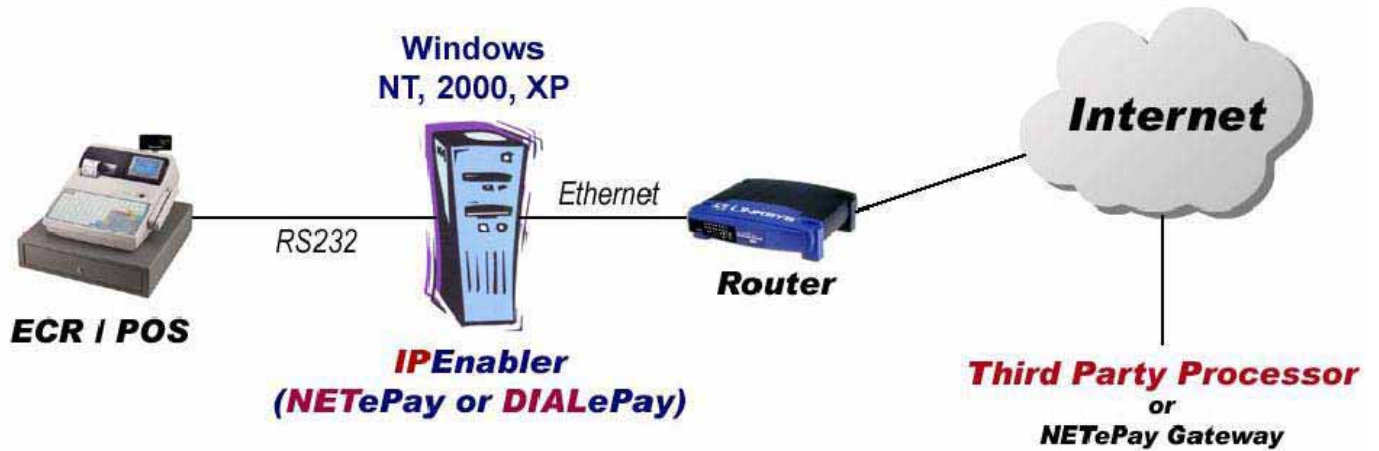 Windows
NT, 2000, XP
Internet
Ethernet
LINKSYS
RS232
Router
ECR / POS
IPEnabler
(NETePay or DIALePay)
Third Party Processor
or
NETePay Gateway